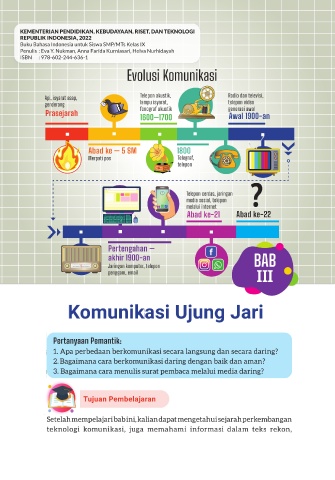 KEMENTERIAN PENDIDIKAN, KEBUDAYAAN, RISET, DAN TEKNOLOGI
REPUBLIK INDONESIA, 2022
Buku Bahasa Indonesia untuk Siswa SMP/MTs Kelas IX
Penulis : Eva Y. Nukman, Anna Farida Kurniasari, Helva Nurhidayah
ISBN : 978-602-244-636-1
Evolusi Komunikasi
Api, isyarat asap,
genderang
Prasejarah
Abad ke – 5 SM
Merpati pos
Telepon akustik,
lampu isyarat,
fotograf akustik
1600–1700
1800
Telegraf,
telepon
Radio dan televisi,
telepon video
generasi awal
Awal 1900-an
Pertengahan –
akhir 1900-an
Jaringan komputer, telepon
genggam, email
Telepon cerdas, jaringan
media sosial, telepon
melalui internet
Abad ke-21
?
Abad ke-22
BAB
III
Komunikasi Ujung Jari
Pertanyaan Pemantik:
1. Apa perbedaan berkomunikasi secara langsung dan secara daring?
2. Bagaimana cara berkomunikasi daring dengan baik dan aman?
3. Bagaimana cara menulis surat pembaca melalui media daring?
Tujuan Pembelajaran
Setelah mempelajari bab ini, kalian dapat mengetahui sejarah perkembangan
teknologi komunikasi, juga memahami informasi dalam teks rekon,